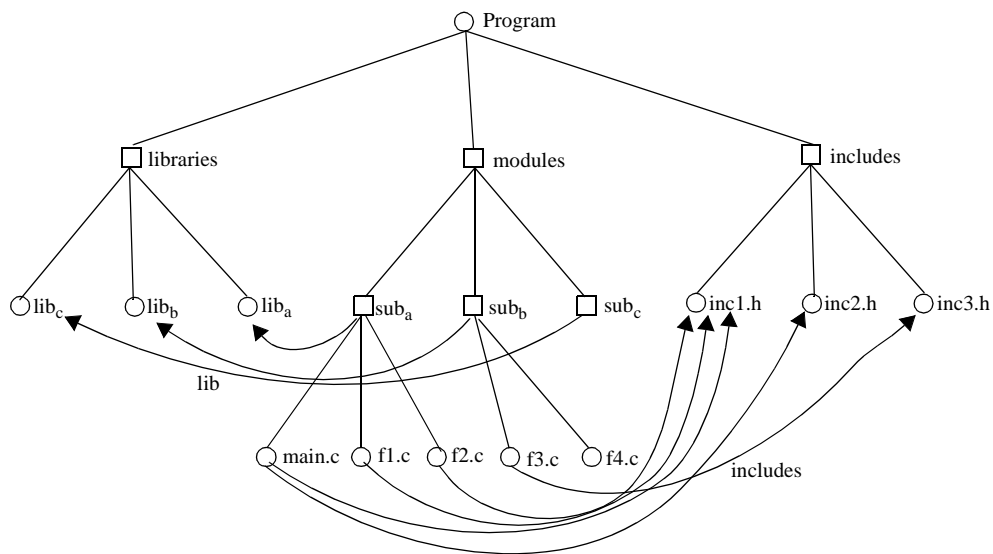 Program
libraries
modules
includes
lib_c
lib_b
lib_a
sub_a
sub_b
sub_c
inc1.h
inc2.h
inc3.h
lib
main.c
f1.c
f2.c
f3.c
f4.c
includes